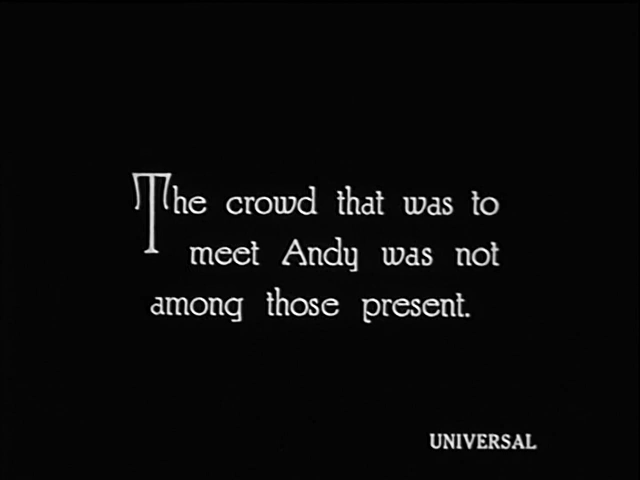 The crowd that was to
meet Andy was not
among those present.
UNIVERSAL